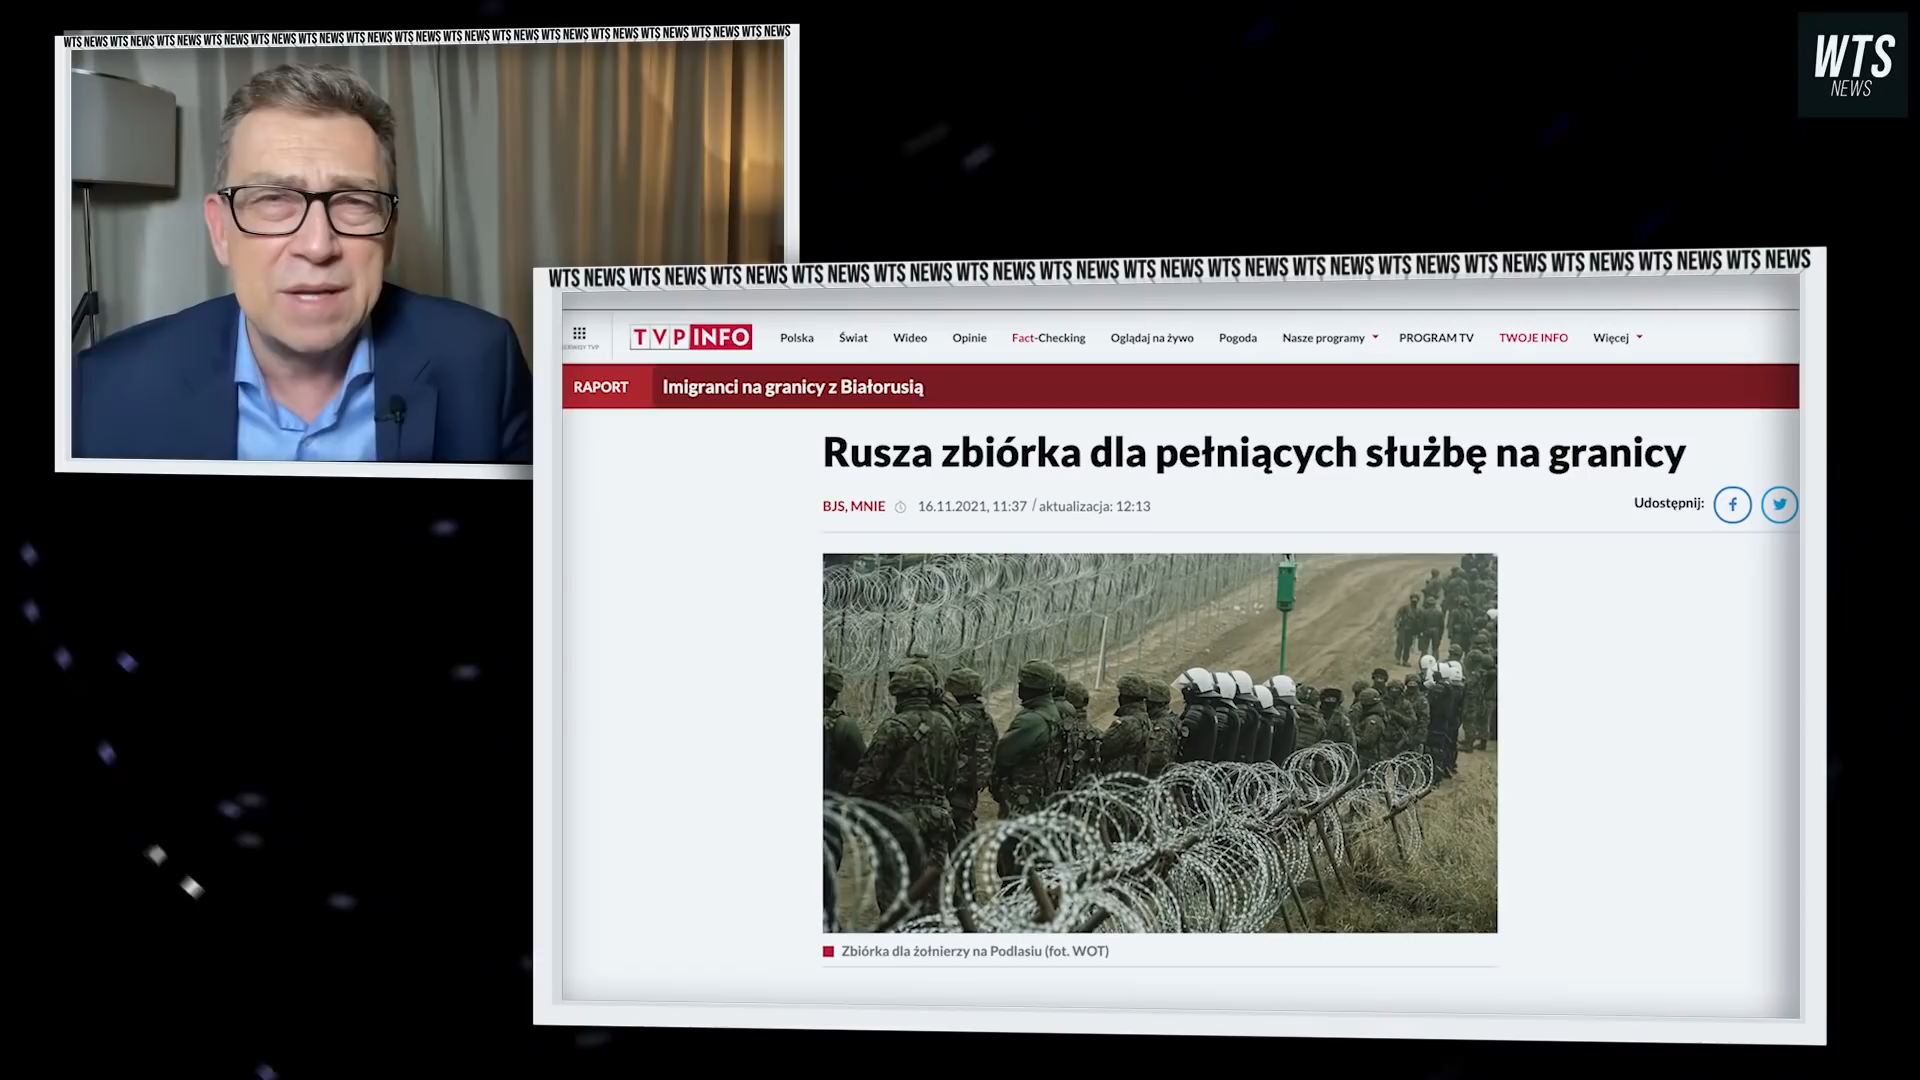 WTS NEWS WTS NEWS WTS NEWS WTS NEWS WTS NEWS WTS NEWS WTS NEWS WTS NEWS WTS NEWS WTS NEWS WTS NEWS WTS NEWS WTS NEWS WTS NEWS WTS NEWS WTS NEWS
WTS
NEWS
WTS NEWS WTS NEWS WTS NEWS WTS NEWS WTS NEWS WTS NEWS WTS NEWS WTS NEWS WTS NEWS WTS NEWS WTS NEWS WTS NEWS WTS NEWS WTS NEWS WTS NEWS
SERWISY TVP
TVP INFO Polska Świat Wideo Opinie Fact-Checking Oglądaj na żywo Pogoda Nasze programy PROGRAM TV TWOJE INFO Więcej
RAPORT Imigranci na granicy z Białorusią
Rusza zbiórka dla pełniących służbę na granicy
BJS, MNIE 16.11.2021, 11:37 / aktualizacja: 12:13 Udostępnij:
Zbiórka dla żołnierzy na Podlasiu (fot. WOT)